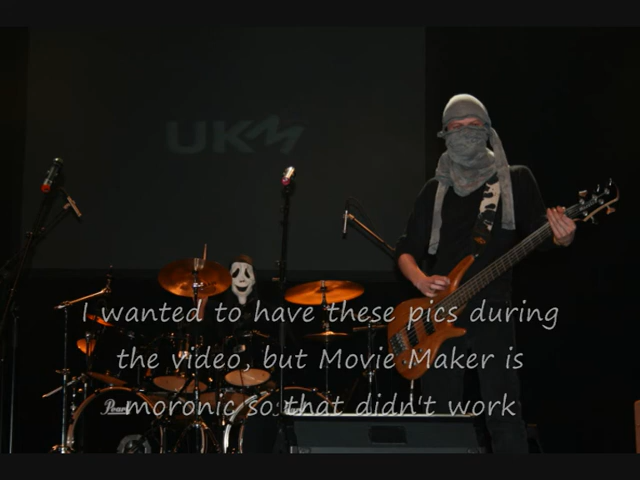 UKM
I wanted to have these pics during
the video, but Movie Maker is
moronic so that didn't work
Pearl